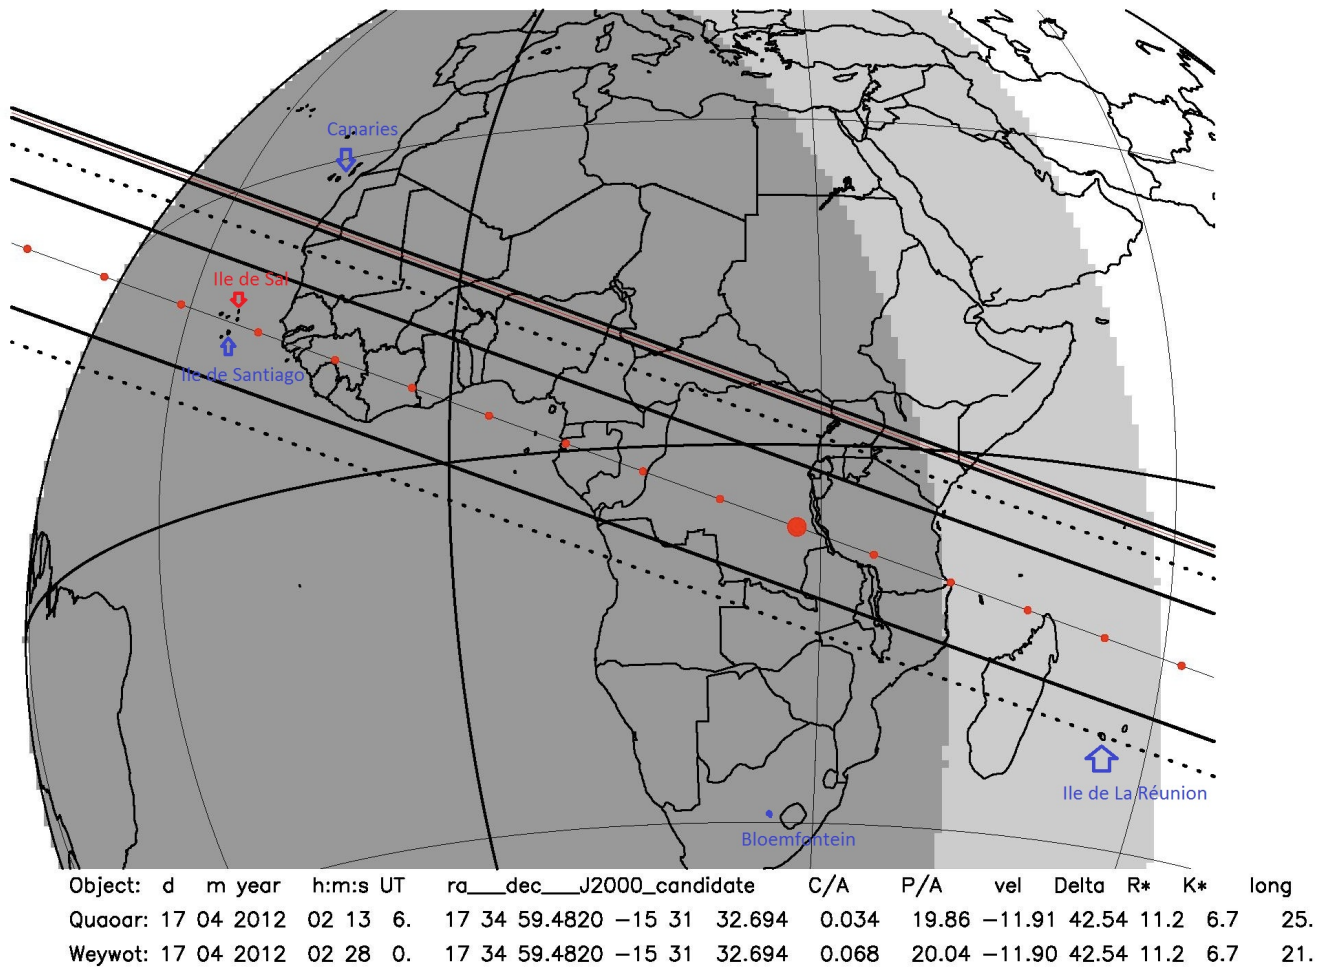 Canaries
Ile de Sal
Ile de Santiago
Ile de La Réunion
Bloemfontein
Object: d m year h:m:s UT ra___dec___J2000_candidate C/A P/A vel Delta R* K* long
Quaoar: 17 04 2012 02 13 6. 17 34 59.4820 −15 31 32.694 0.034 19.86 −11.91 42.54 11.2 6.7 25.
Weywot: 17 04 2012 02 28 0. 17 34 59.4820 −15 31 32.694 0.068 20.04 −11.90 42.54 11.2 6.7 21.